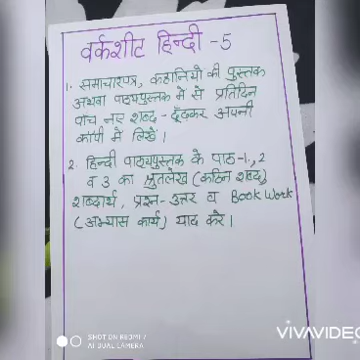 वर्कशीट हिन्दी - 5
1. समाचारपत्र, कहानियो की पुस्तक
अथवा पाठ्यपुस्तक में से प्रतिदिन
पांच नए शब्द - ढूँढकर अपनी
कॉपी में लिखें।
2. हिन्दी पाठ्यपुस्तक के पाठ-1, 2
व 3 का श्रुतलेख (कठिन शब्द)
शब्दार्थ, प्रश्न-उत्तर व Book Work
(अभ्यास कार्य) याद करें।
SHOT ON REDMI 7
AI DUAL CAMERA
VIVAVIDEO